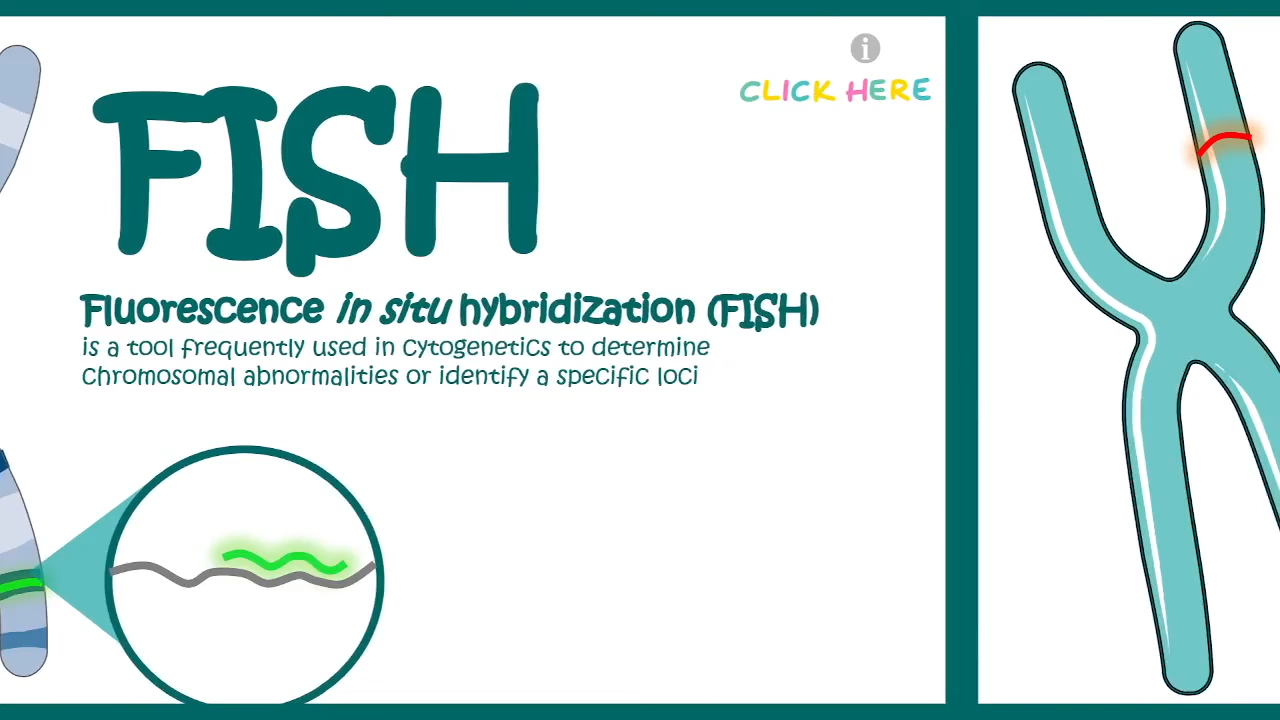 FISH
i
CLICK HERE
Fluorescence in situ hybridization (FISH)
is a tool frequently used in cytogenetics to determine
chromosomal abnormalities or identify a specific loci